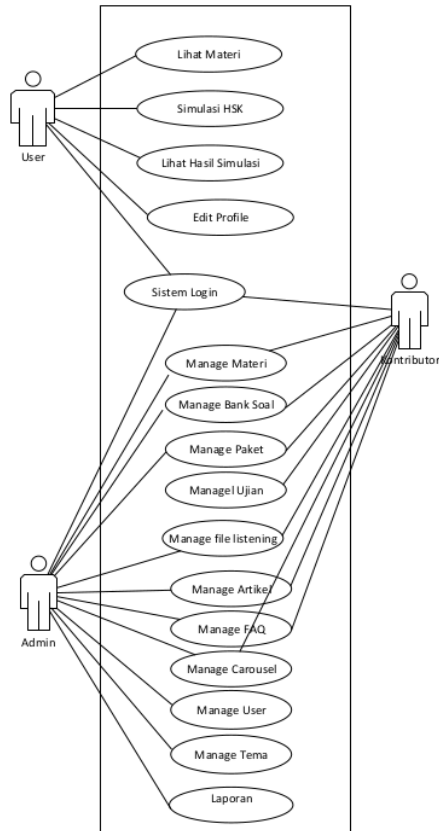 Lihat Materi
Simulasi HSK
User
Lihat Hasil Simulasi
Edit Profile
Sistem Login
Kontributor
Manage Materi
Manage Bank Soal
Manage Paket
Managel Ujian
Manage file listening
Manage Artikel
Manage FAQ
Admin
Manage Carousel
Manage User
Manage Tema
Laporan